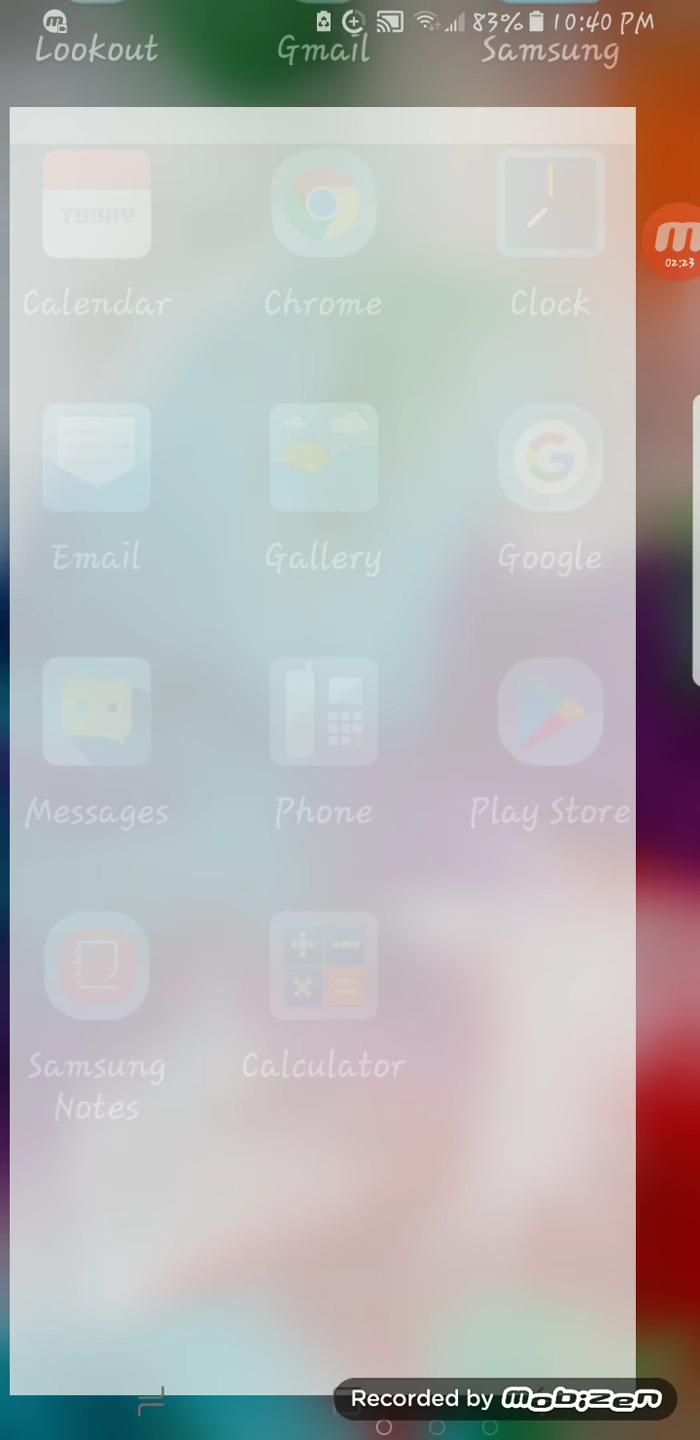 83% 10:40 PM
Lookout Gmail Samsung
TODAY
m
02:23
Calendar Chrome Clock
G
Email Gallery Google
Messages Phone Play Store
Samsung Calculator
Notes
Recorded by mobizen